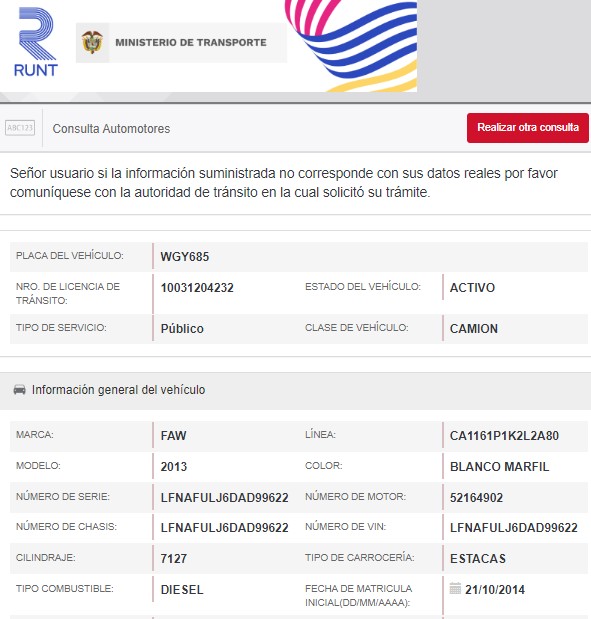 RUNT
MINISTERIO DE TRANSPORTE
ABC123
Consulta Automotores
Realizar otra consulta
Señor usuario si la información suministrada no corresponde con sus datos reales por favor
comuníquese con la autoridad de tránsito en la cual solicitó su trámite.
PLACA DEL VEHÍCULO: WGY685
NRO. DE LICENCIA DE
TRÁNSITO: 10031204232 ESTADO DEL VEHÍCULO: ACTIVO
TIPO DE SERVICIO: Público CLASE DE VEHÍCULO: CAMION
Información general del vehículo
MARCA: FAW LÍNEA: CA1161P1K2L2A80
MODELO: 2013 COLOR: BLANCO MARFIL
NÚMERO DE SERIE: LFNAFULJ6DAD99622 NÚMERO DE MOTOR: 52164902
NÚMERO DE CHASIS: LFNAFULJ6DAD99622 NÚMERO DE VIN: LFNAFULJ6DAD99622
CILINDRAJE: 7127 TIPO DE CARROCERÍA: ESTACAS
TIPO COMBUSTIBLE: DIESEL FECHA DE MATRICULA
INICIAL(DD/MM/AAAA): 21/10/2014